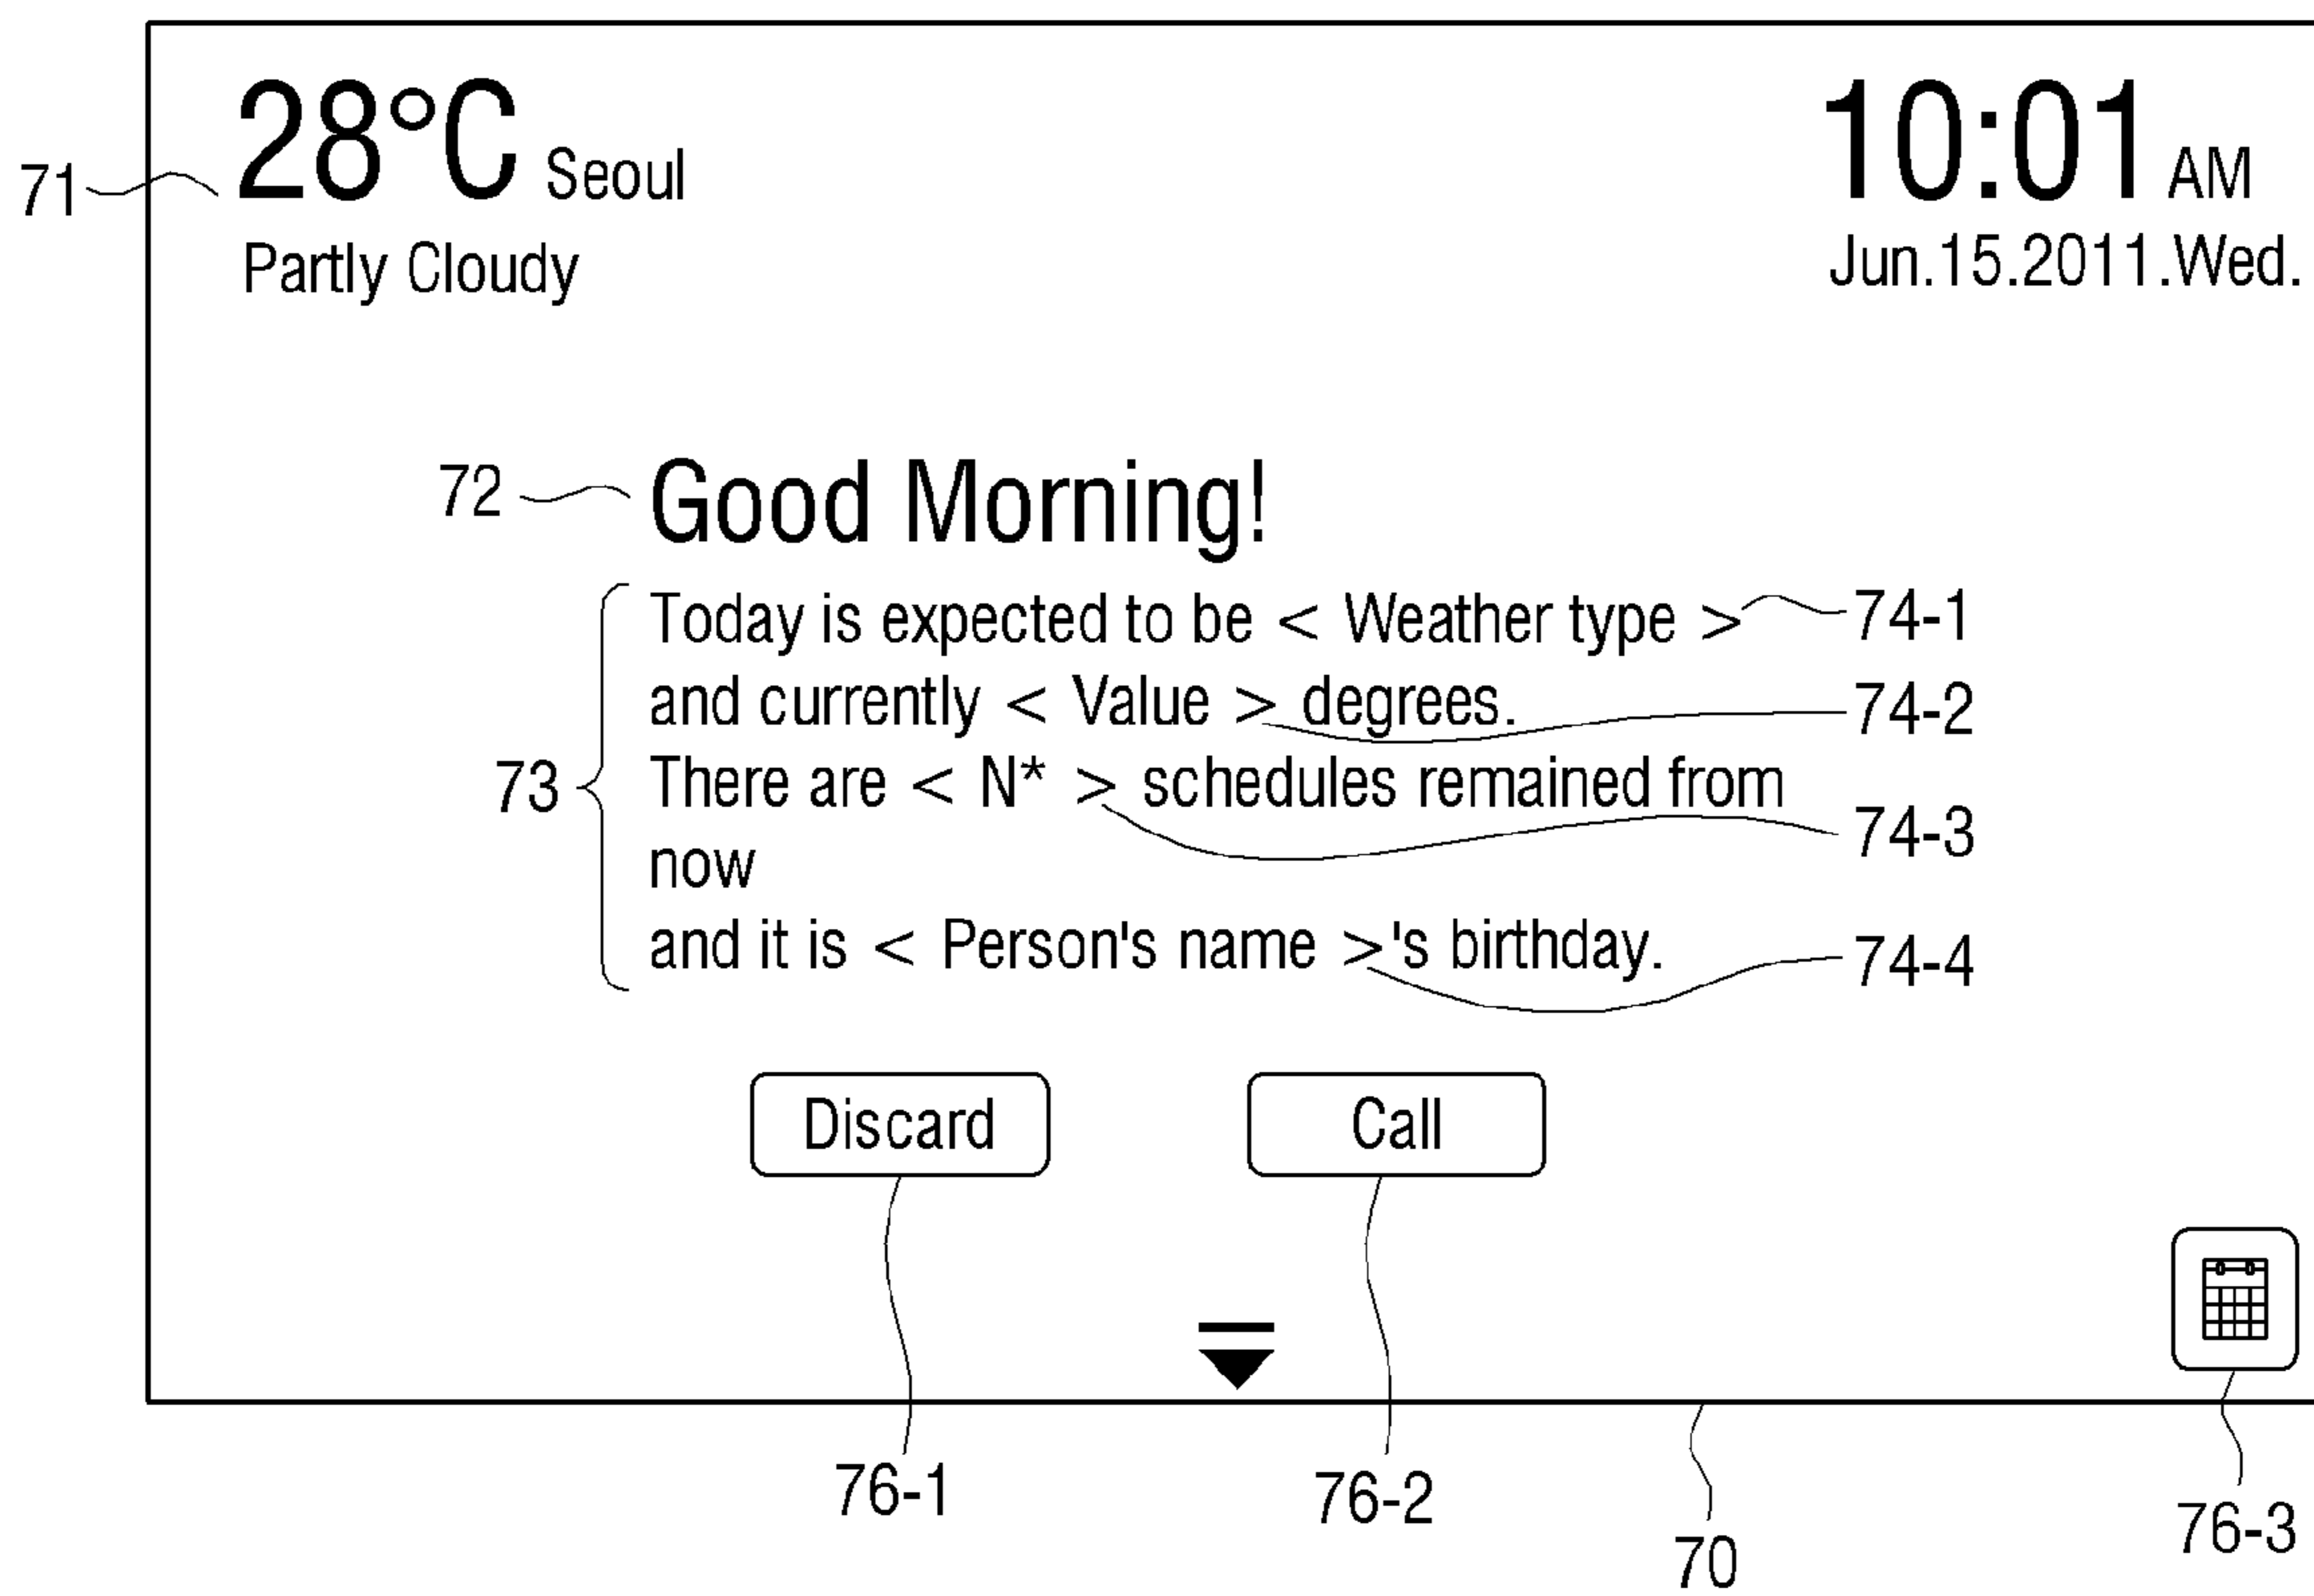 28°C Seoul
10:01 AM
71
Partly Cloudy
Jun.15.2011.Wed.
72
Good Morning!
Today is expected to be < Weather type >
74-1
and currently < Value > degrees.
74-2
73
There are < N* > schedules remained from
74-3
now
and it is < Person's name >'s birthday.
74-4
Discard
Call
76-1
76-2
70
76-3